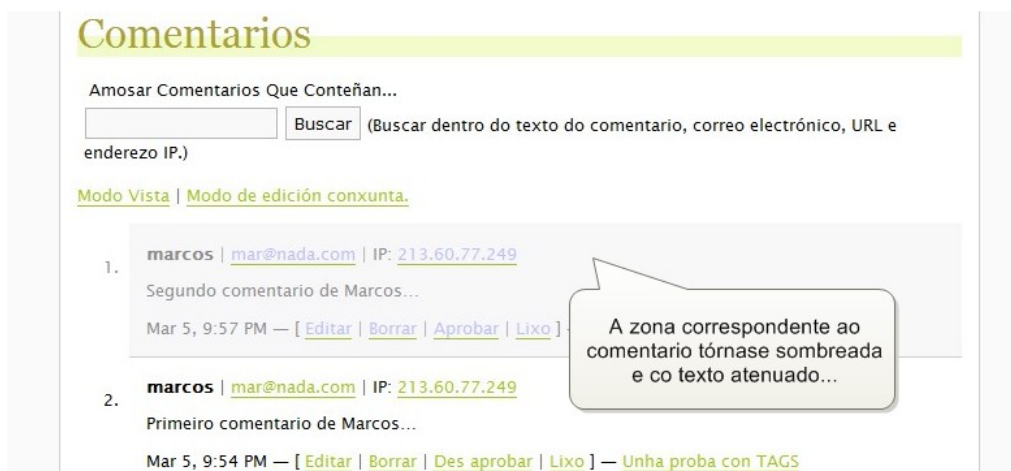 Comentarios
Amosar Comentarios Que Conteñan...
Buscar (Buscar dentro do texto do comentario, correo electrónico, URL e
enderezo IP.)
Modo Vista | Modo de edición conxunta.
1. marcos | mar@nada.com | IP: 213.60.77.249
Segundo comentario de Marcos...
Mar 5, 9:57 PM — [ Editar | Borrar | Aprobar | Lixo ] -
A zona correspondente ao
comentario tórnase sombreada
e co texto atenuado...
2. marcos | mar@nada.com | IP: 213.60.77.249
Primeiro comentario de Marcos...
Mar 5, 9:54 PM — [ Editar | Borrar | Des aprobar | Lixo ] — Unha proba con TAGS